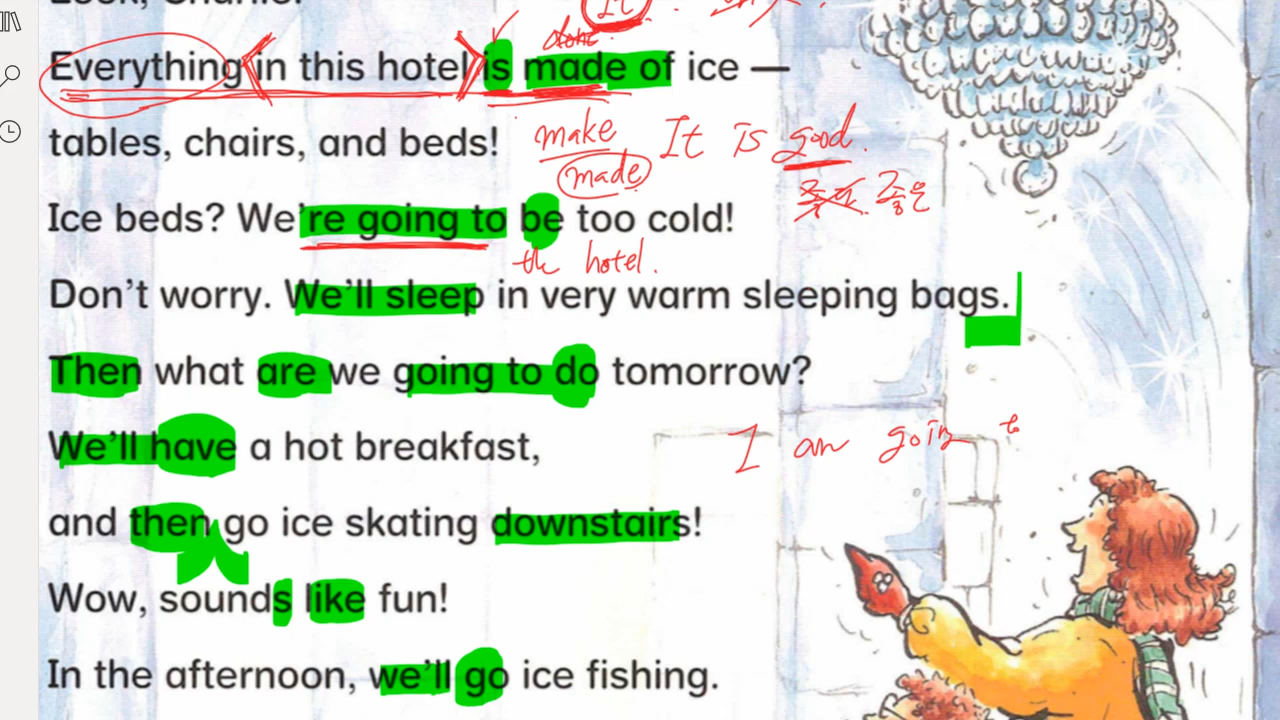 It
done
Everything in this hotel is made of ice —
tables, chairs, and beds!
make
made
It is good.
좋은
Ice beds? We're going to be too cold!
the hotel.
Don't worry. We'll sleep in very warm sleeping bags.
Then what are we going to do tomorrow?
We'll have a hot breakfast,
I am going to
and then go ice skating downstairs!
Wow, sounds like fun!
In the afternoon, we'll go ice fishing.